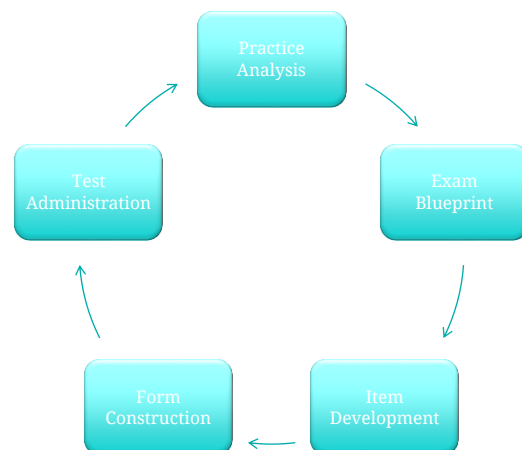 Practice
Analysis
Exam
Blueprint
Item
Development
Form
Construction
Test
Administration